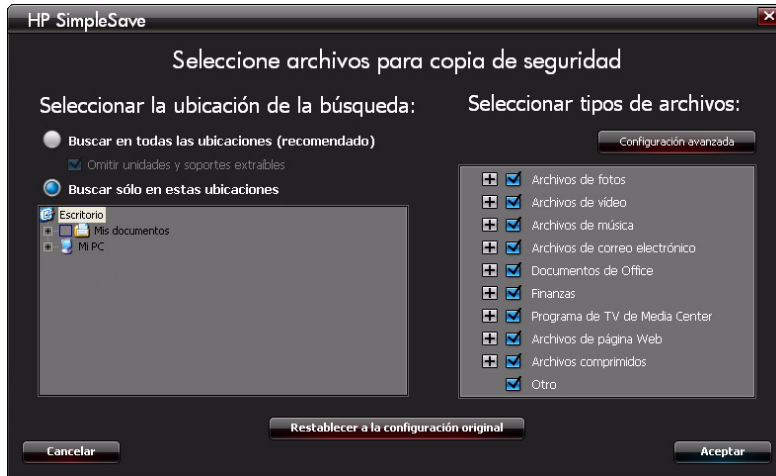 HP SimpleSave
Seleccione archivos para copia de seguridad
Seleccionar la ubicación de la búsqueda:
Buscar en todas las ubicaciones (recomendado)
Omitir unidades y soportes extraíbles
Buscar sólo en estas ubicaciones
Escritorio
Mis documentos
Mi PC
Seleccionar tipos de archivos:
Configuración avanzada
Archivos de fotos
Archivos de vídeo
Archivos de música
Archivos de correo electrónico
Documentos de Office
Finanzas
Programa de TV de Media Center
Archivos de página Web
Archivos comprimidos
Otro
Restablecer a la configuración original
Cancelar
Aceptar